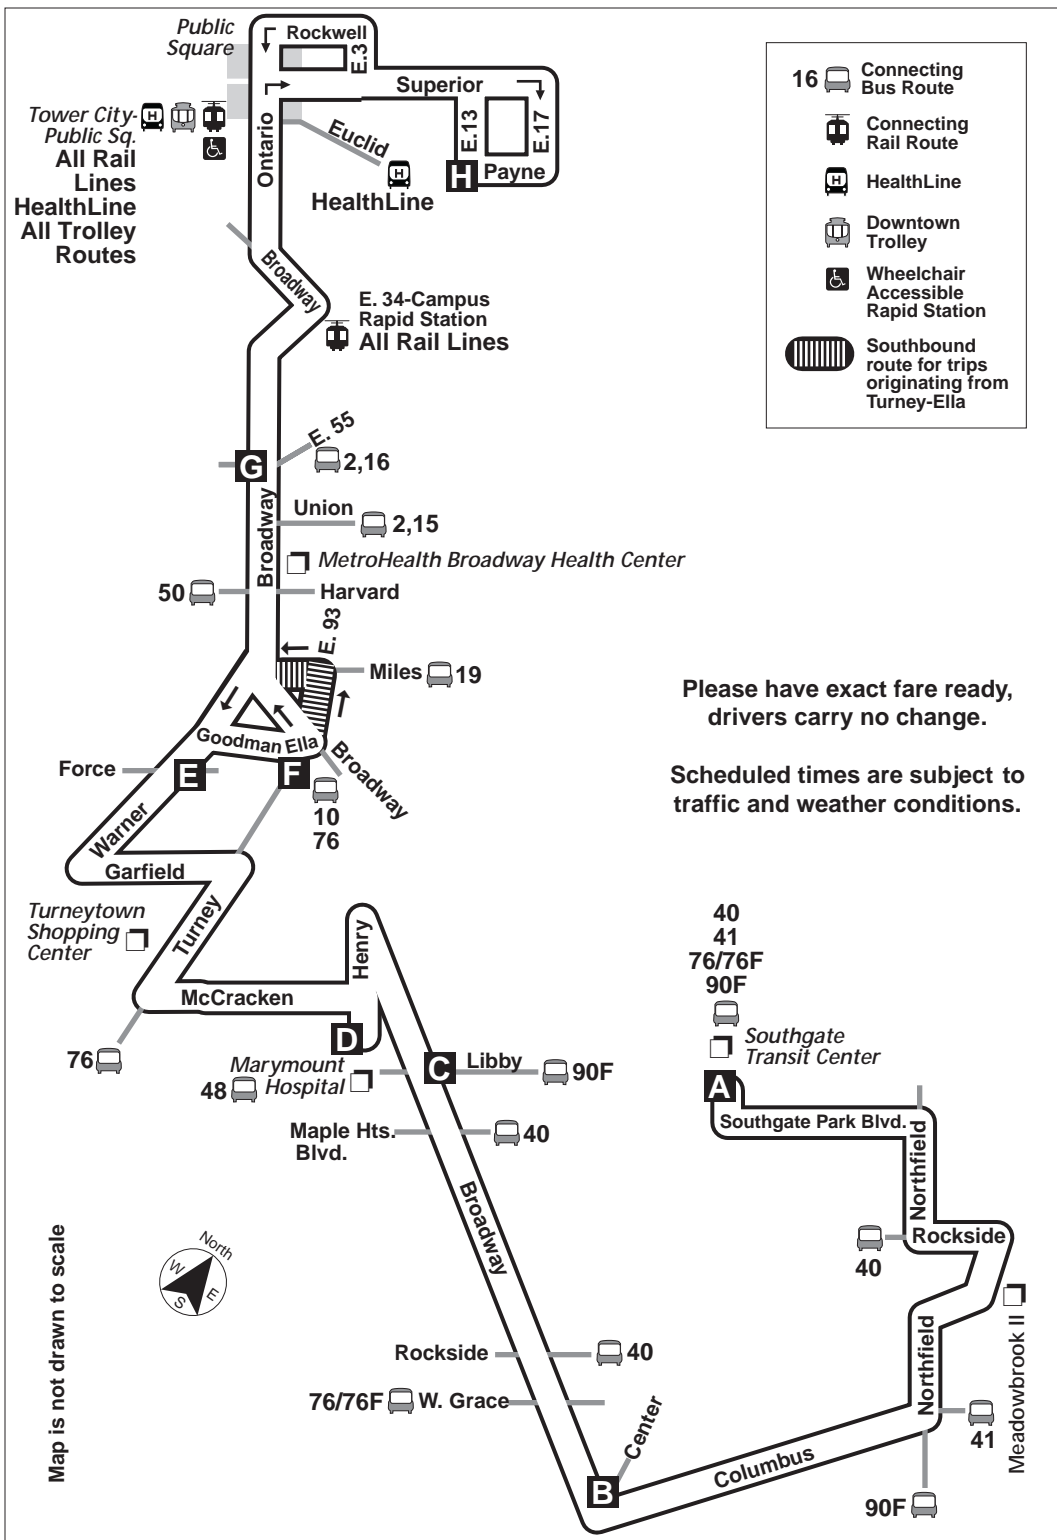 Public
Square
Rockwell
E.3
Superior
E.13
E.17
Payne
H
Ontario
Euclid
HealthLine
Tower City-
Public Sq.
All Rail
Lines
HealthLine
All Trolley
Routes
16
Connecting
Bus Route
Connecting
Rail Route
HealthLine
Downtown
Trolley
Wheelchair
Accessible
Rapid Station
Southbound
route for trips
originating from
Turney-Ella
Broadway
E. 34-Campus
Rapid Station
All Rail Lines
E. 55
G
2,16
Broadway
Union
2,15
MetroHealth Broadway Health Center
50
Harvard
E. 93
Miles
19
Please have exact fare ready,
drivers carry no change.
Scheduled times are subject to
traffic and weather conditions.
Goodman
Ella
Broadway
Force
E
F
10
76
Warner
Garfield
Turneytown
Shopping
Center
Turney
Henry
McCracken
D
76
Marymount
Hospital
48
C
Libby
90F
Maple Hts.
Blvd.
40
40
41
76/76F
90F
Southgate
Transit Center
A
Southgate Park Blvd.
Northfield
Rockside
40
Meadowbrook II
Northfield
41
Broadway
North
W
E
S
Map is not drawn to scale
Rockside
40
76/76F
W. Grace
Center
B
Columbus
90F